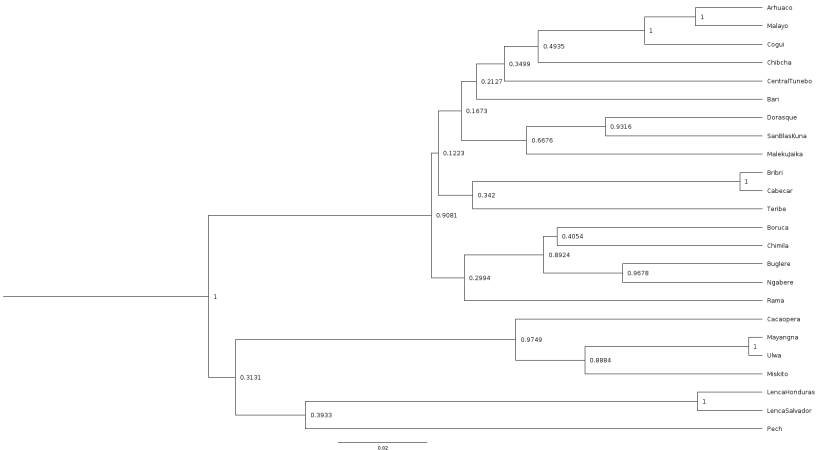 Arhuaco
1
Malayo
1
Cogui
0.4935
Chibcha
0.3499
CentralTunebo
0.2127
Bari
0.1673
Dorasque
0.9316
SanBlasKuna
0.6676
MalekuJaika
0.1223
Bribri
1
Cabecar
0.342
Teribe
0.9081
Boruca
0.4054
Chimila
0.8924
Buglere
0.9678
Ngabere
0.2994
Rama
1
Cacaopera
0.9749
Mayangna
1
Ulwa
0.8884
Miskito
0.3131
LencaHonduras
1
LencaSalvador
0.3933
Pech
0.02